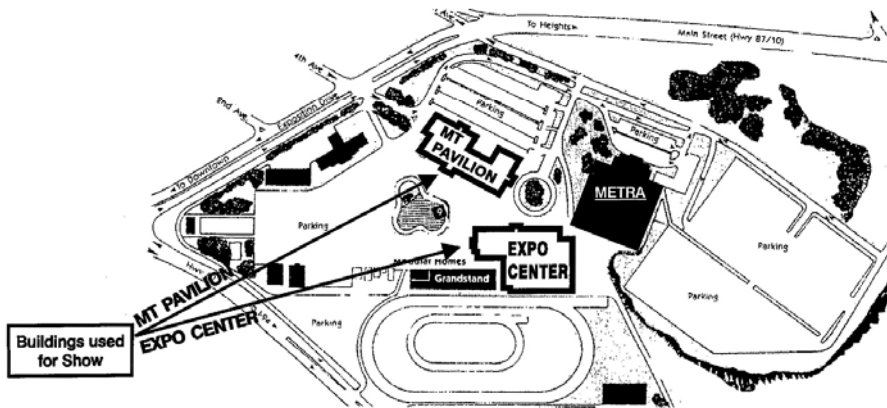 To Heights
Main Street (Hwy 87/10)
4th Ave
2nd Ave
Exposition Drive
To Downtown
Parking
Parking
MT
PAVILION
METRA
Parking
Parking
Parking
EXPO
CENTER
Grandstand
Parking
Hwy
MT PAVILION
EXPO CENTER
Buildings used
for Show